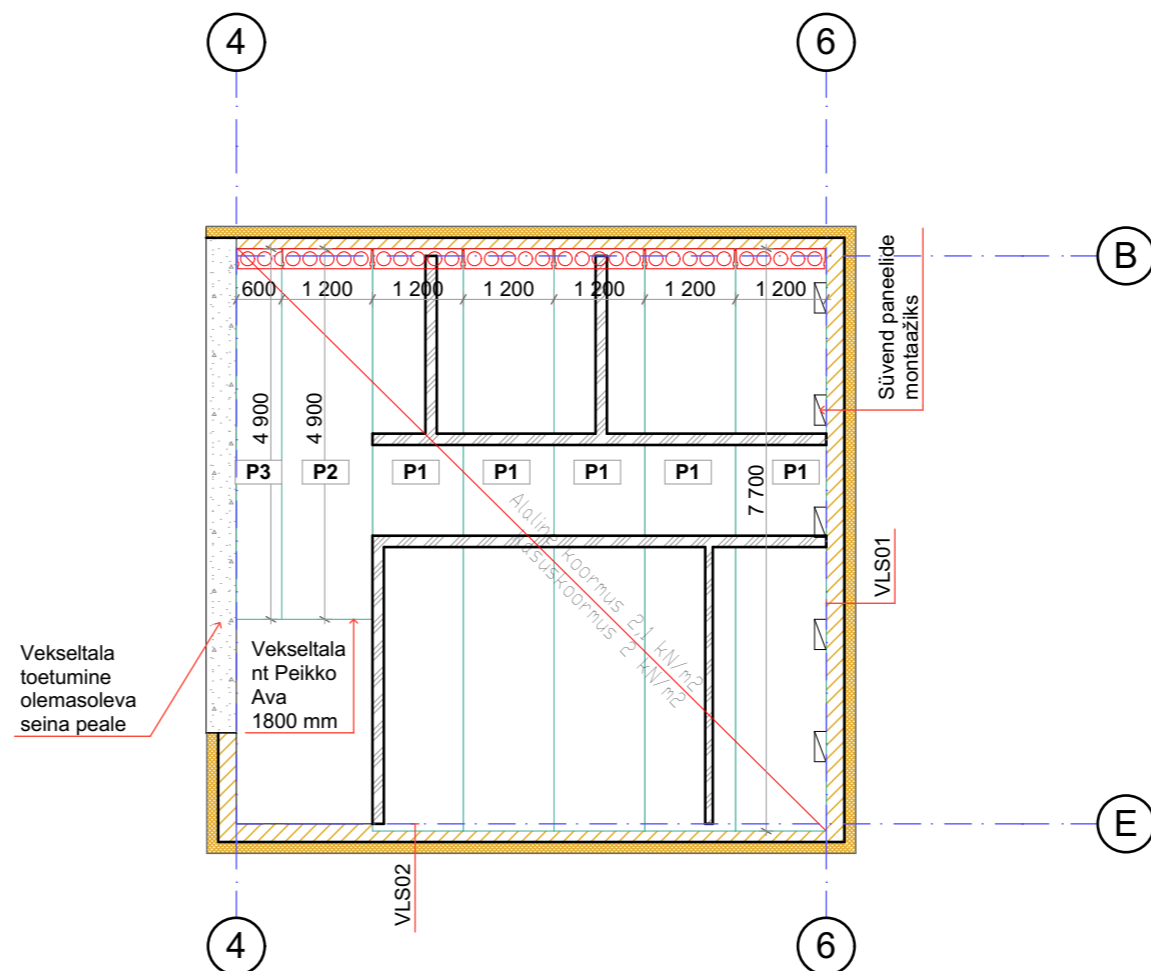 4
6
B
600
1 200
1 200
1 200
1 200
1 200
1 200
Süvend paneelide
montaažiks
4 900
4 900
P3
P2
P1
P1
P1
P1
P1
7 700
Alaline koormus 2,1 kN/m2
Kasuskoormus 2 kN/m2
VLS01
Vekseltala
toetumine
olemasoleva
seina peale
Vekseltala
nt Peikko
Ava
1800 mm
E
VLS02
4
6